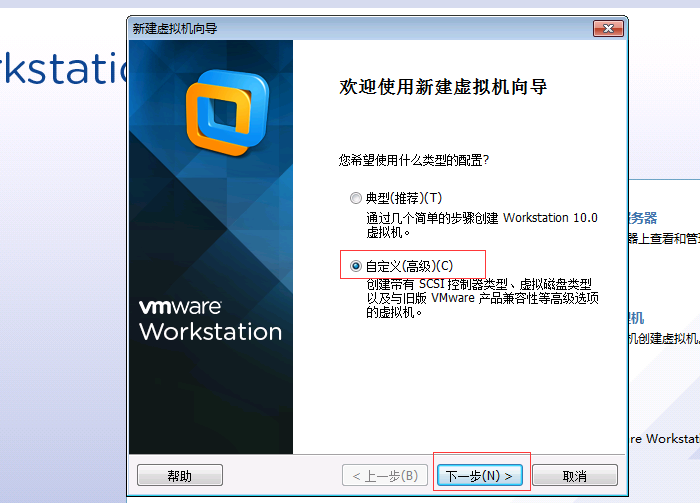 新建虚拟机向导
rkstatic
欢迎使用新建虚拟机向导
您希望使用什么类型的配置?
典型(推荐)(T)
通过几个简单的步骤创建 Workstation 10.0
虚拟机。
自定义(高级)(C)
创建带有 SCSI 控制器类型、虚拟磁盘类型
以及与旧版 VMware 产品兼容性等高级选项
的虚拟机。
vmware
Workstation
务器
器上查看和管
机
机创建虚拟机
re Workstat
帮助
< 上一步(B)
下一步(N) >
取消